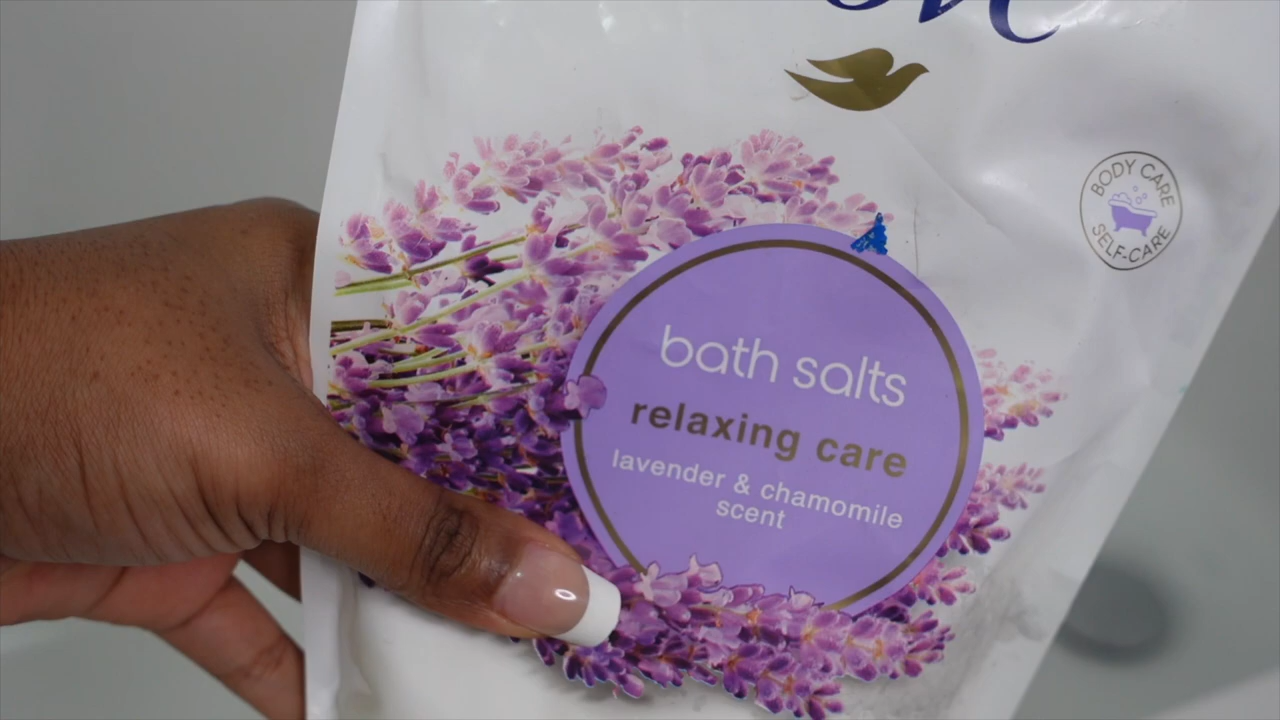 BODY CARE
SELF-CARE
bath salts
relaxing care
lavender & chamomile
scent